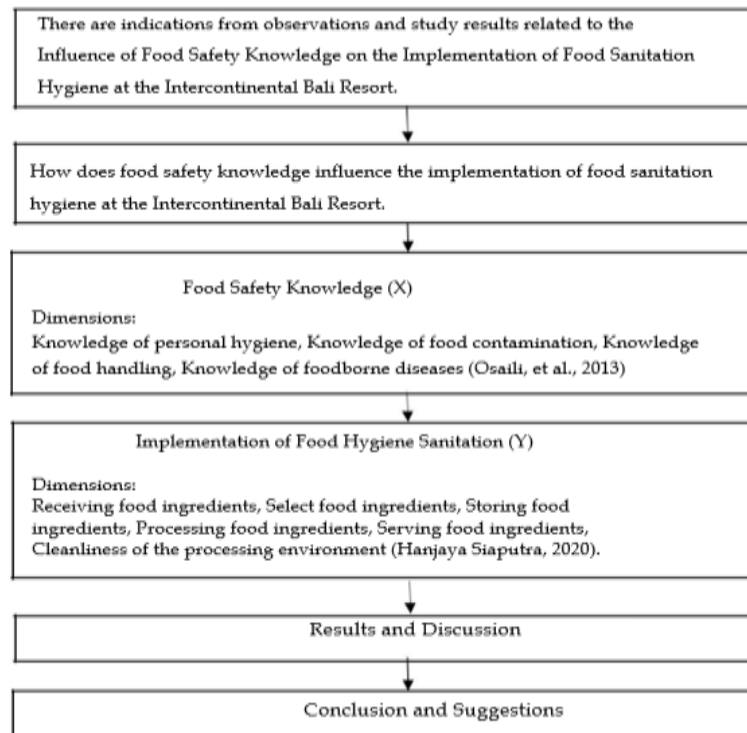 There are indications from observations and study results related to the
Influence of Food Safety Knowledge on the Implementation of Food Sanitation
Hygiene at the Intercontinental Bali Resort.
How does food safety knowledge influence the implementation of food sanitation
hygiene at the Intercontinental Bali Resort.
Food Safety Knowledge (X)
Dimensions:
Knowledge of personal hygiene, Knowledge of food contamination, Knowledge
of food handling, Knowledge of foodborne diseases (Osaili, et al., 2013)
Implementation of Food Hygiene Sanitation (Y)
Dimensions:
Receiving food ingredients, Select food ingredients, Storing food
ingredients, Processing food ingredients, Serving food ingredients,
Cleanliness of the processing environment (Hanjaya Siaputra, 2020).
Results and Discussion
Conclusion and Suggestions